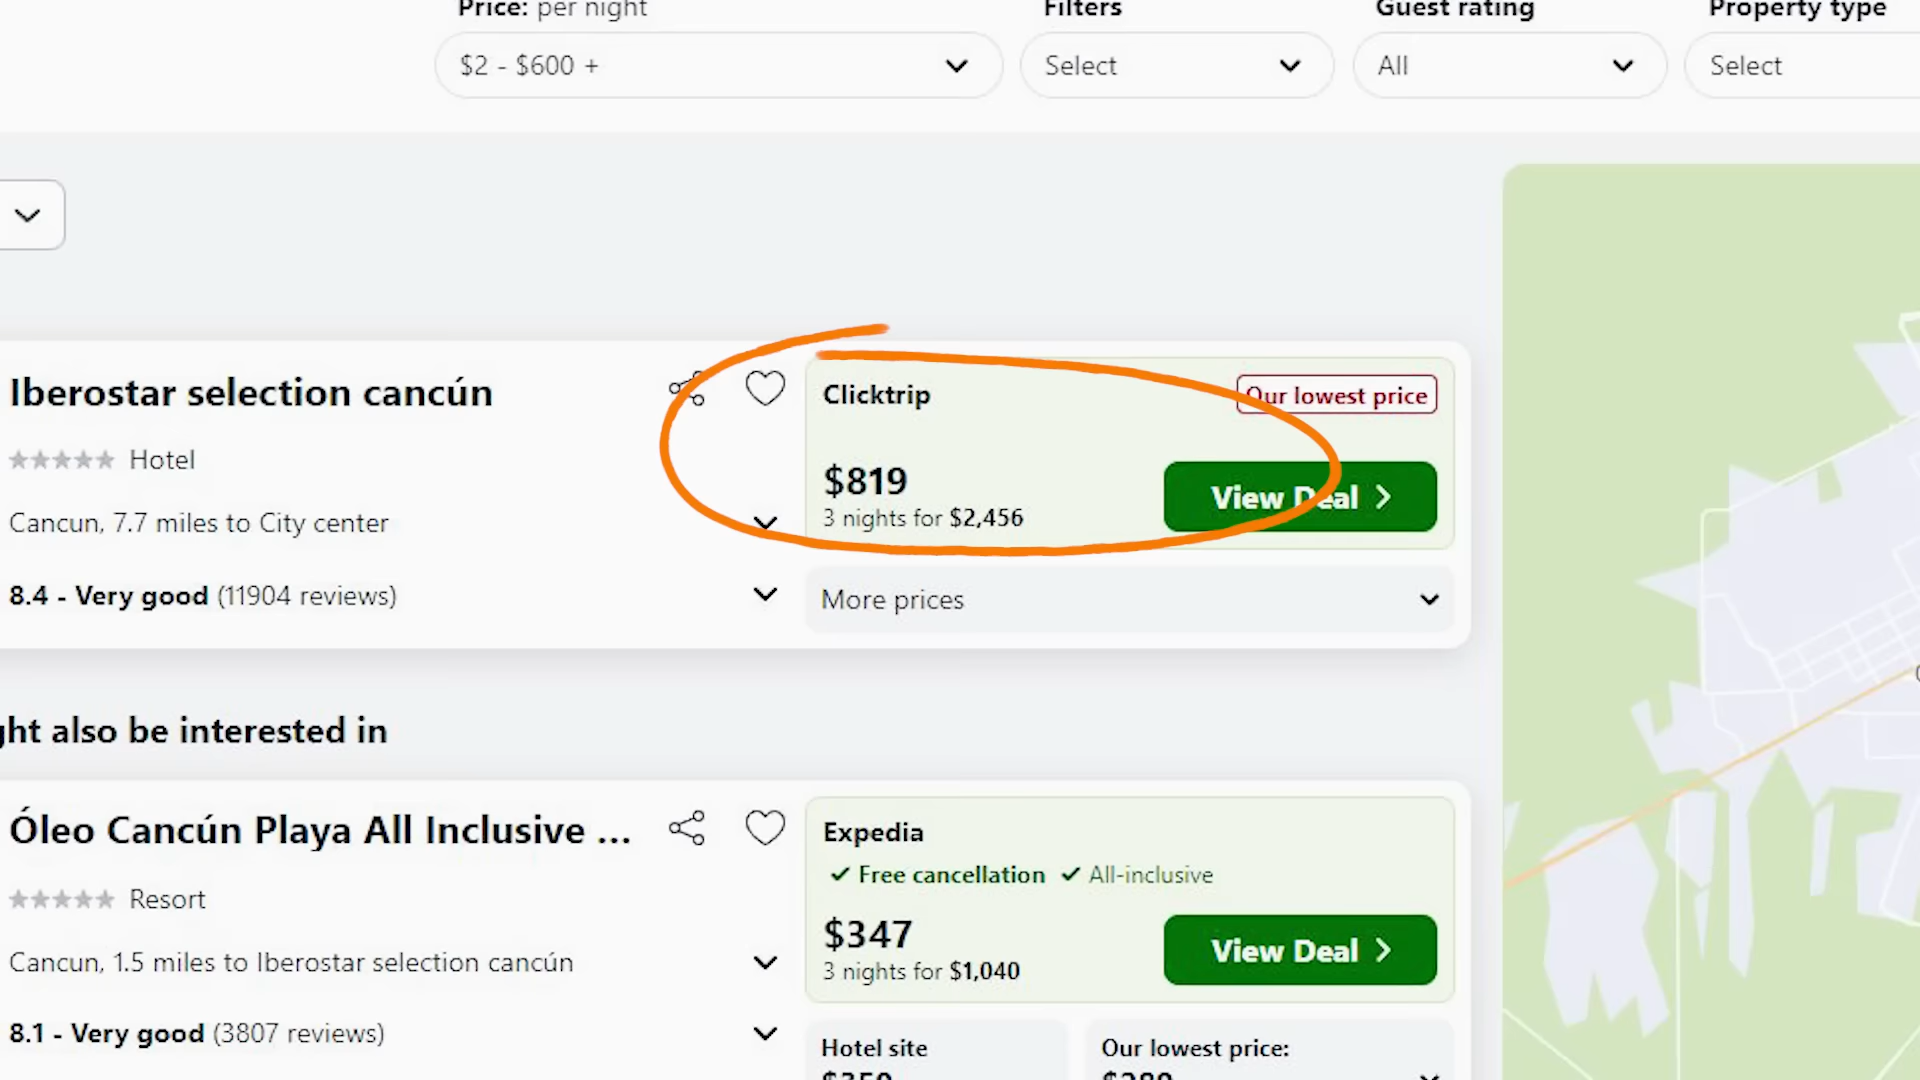 Price: per night
Filters
Guest rating
Property type
$2 - $600 +
Select
All
Select
Iberostar selection cancún
Hotel
Cancun, 7.7 miles to City center
8.4 - Very good (11904 reviews)
Clicktrip
Our lowest price
$819
3 nights for $2,456
View Deal
More prices
ght also be interested in
Óleo Cancún Playa All Inclusive ...
Resort
Cancun, 1.5 miles to Iberostar selection cancún
8.1 - Very good (3807 reviews)
Expedia
Free cancellation All-inclusive
$347
3 nights for $1,040
View Deal
Hotel site
Our lowest price: